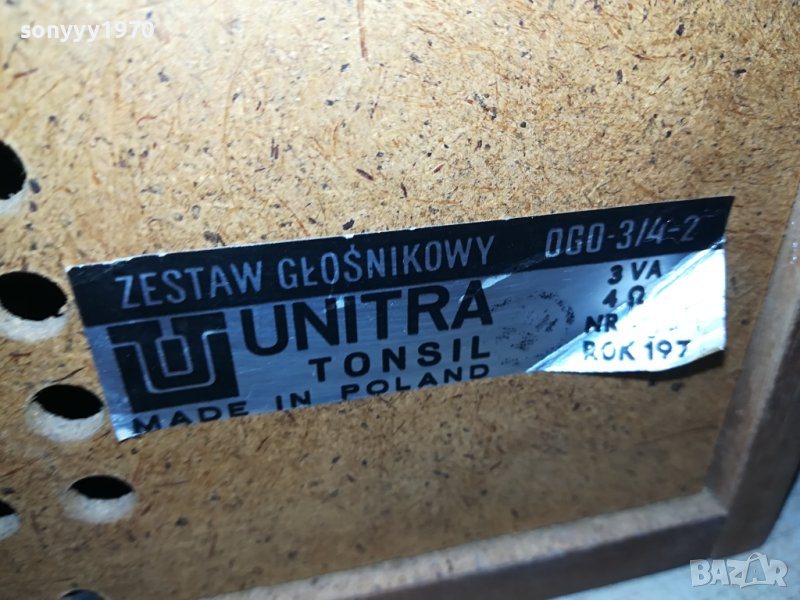 sonyyy1970
ZESTAW GŁOŚNIKOWY OGO-3/4-2
UNITRA
TONSIL
MADE IN POLAND
3 VA
4 Ω
NR
ROK 197
BAZAR